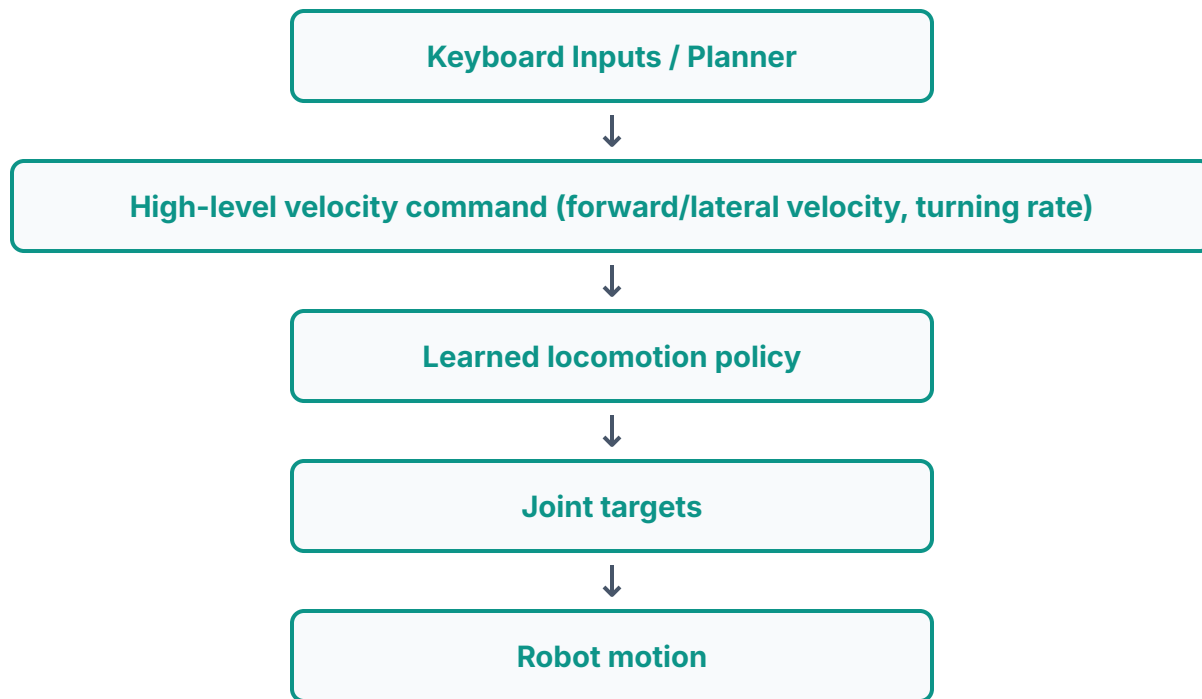 Keyboard Inputs / Planner
High-level velocity command (forward/lateral velocity, turning rate)
Learned locomotion policy
Joint targets
Robot motion